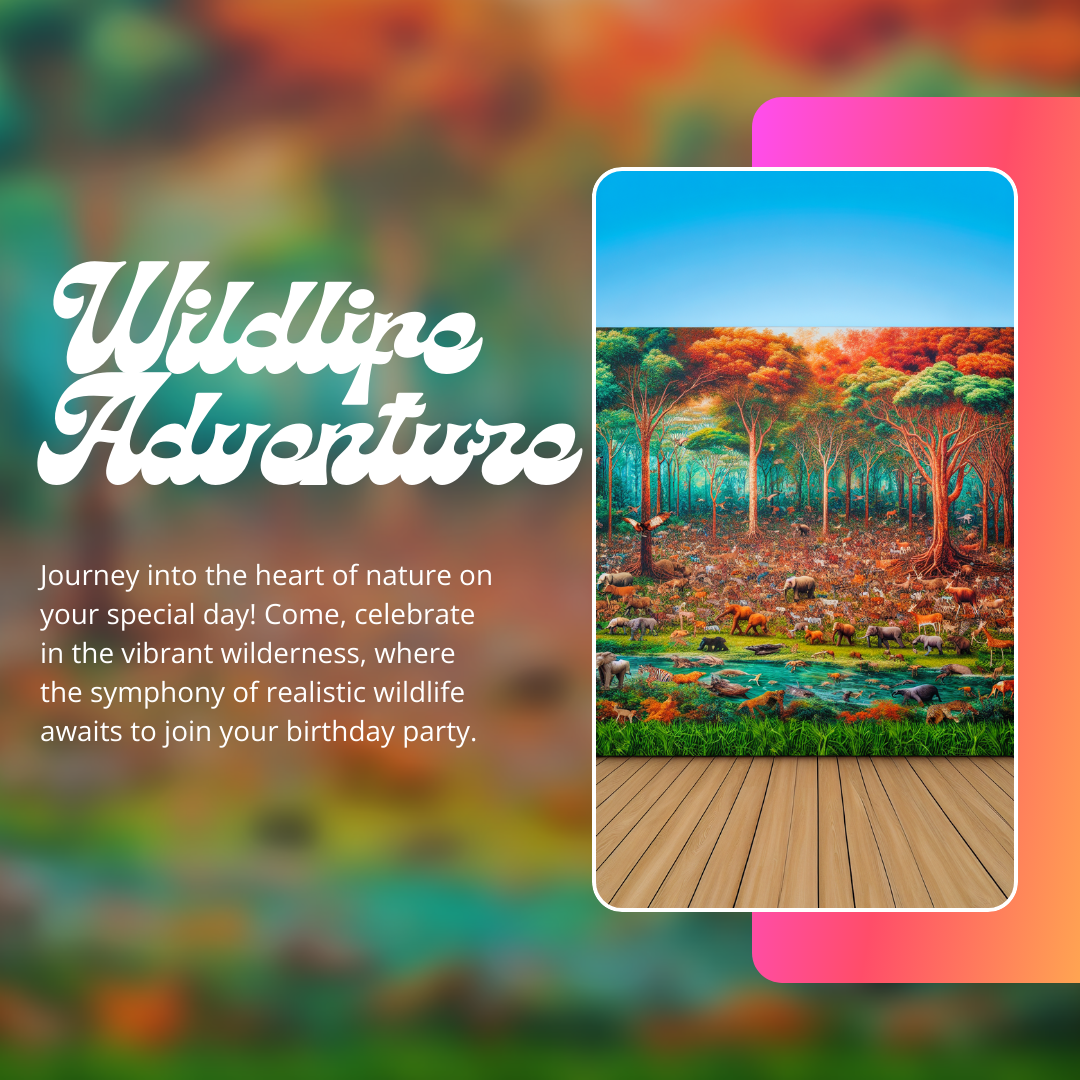 Wildlife
Adventure
Journey into the heart of nature on
your special day! Come, celebrate
in the vibrant wilderness, where
the symphony of realistic wildlife
awaits to join your birthday party.